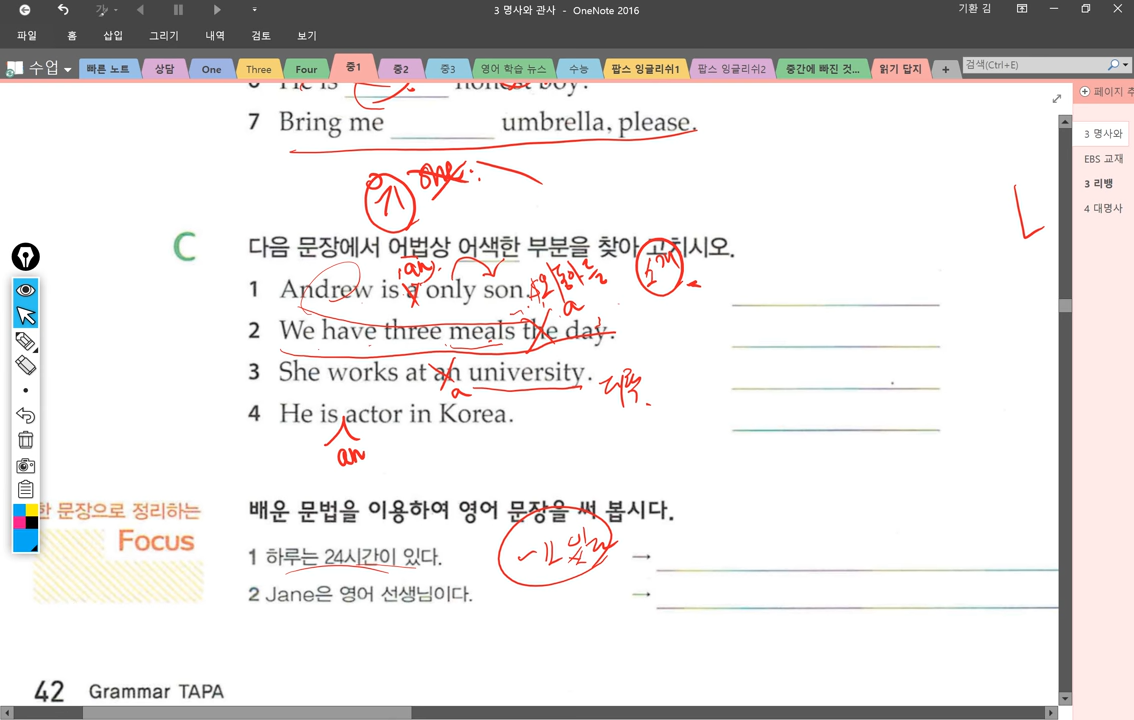 3 명사와 관사 - OneNote 2016
기환 김
파일 홈 삽입 그리기 내역 검토 보기
수업 빠른 노트 상담 One Three Four 중1 중2 중3 영어 학습 뉴스 수능 팝스 잉글리쉬1 팝스 잉글리쉬2 중간에 빠진 것... 읽기 답지 + 검색(Ctrl+E)
페이지 추
3 명사와
EBS 교재
3 리뱅
4 대명사
6 He is honest boy.
7 Bring me umbrella, please.
one
C 다음 문장에서 어법상 어색한 부분을 찾아 고치시오.
an
1 Andrew is a only son.
a
2 We have three meals the day.
3 She works at an university.
a
4 He is actor in Korea.
an
한 문장으로 정리하는
Focus
배운 문법을 이용하여 영어 문장을 써 봅시다.
1 하루는 24시간이 있다. →
2 Jane은 영어 선생님이다. →
42 Grammar TAPA